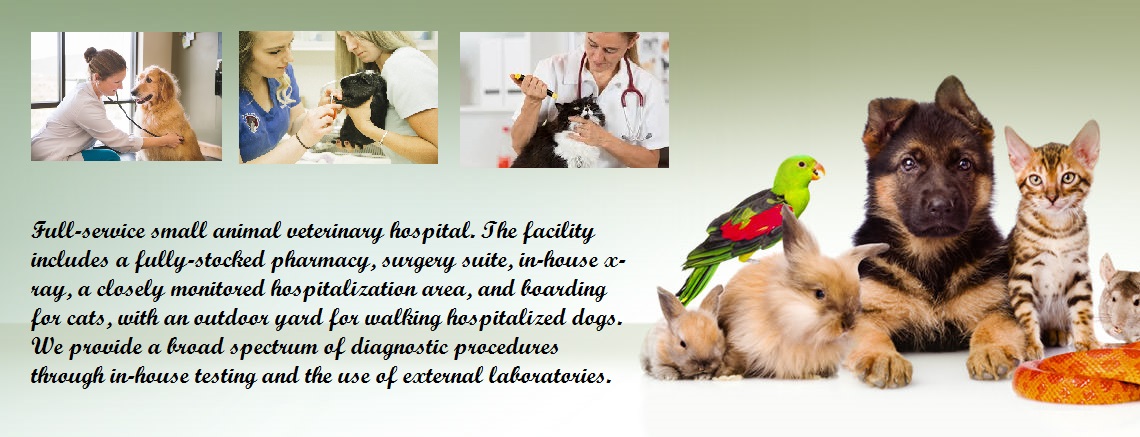 Full-service small animal veterinary hospital. The facility
includes a fully-stocked pharmacy, surgery suite, in-house x-
ray, a closely monitored hospitalization area, and boarding
for cats, with an outdoor yard for walking hospitalized dogs.
We provide a broad spectrum of diagnostic procedures
through in-house testing and the use of external laboratories.